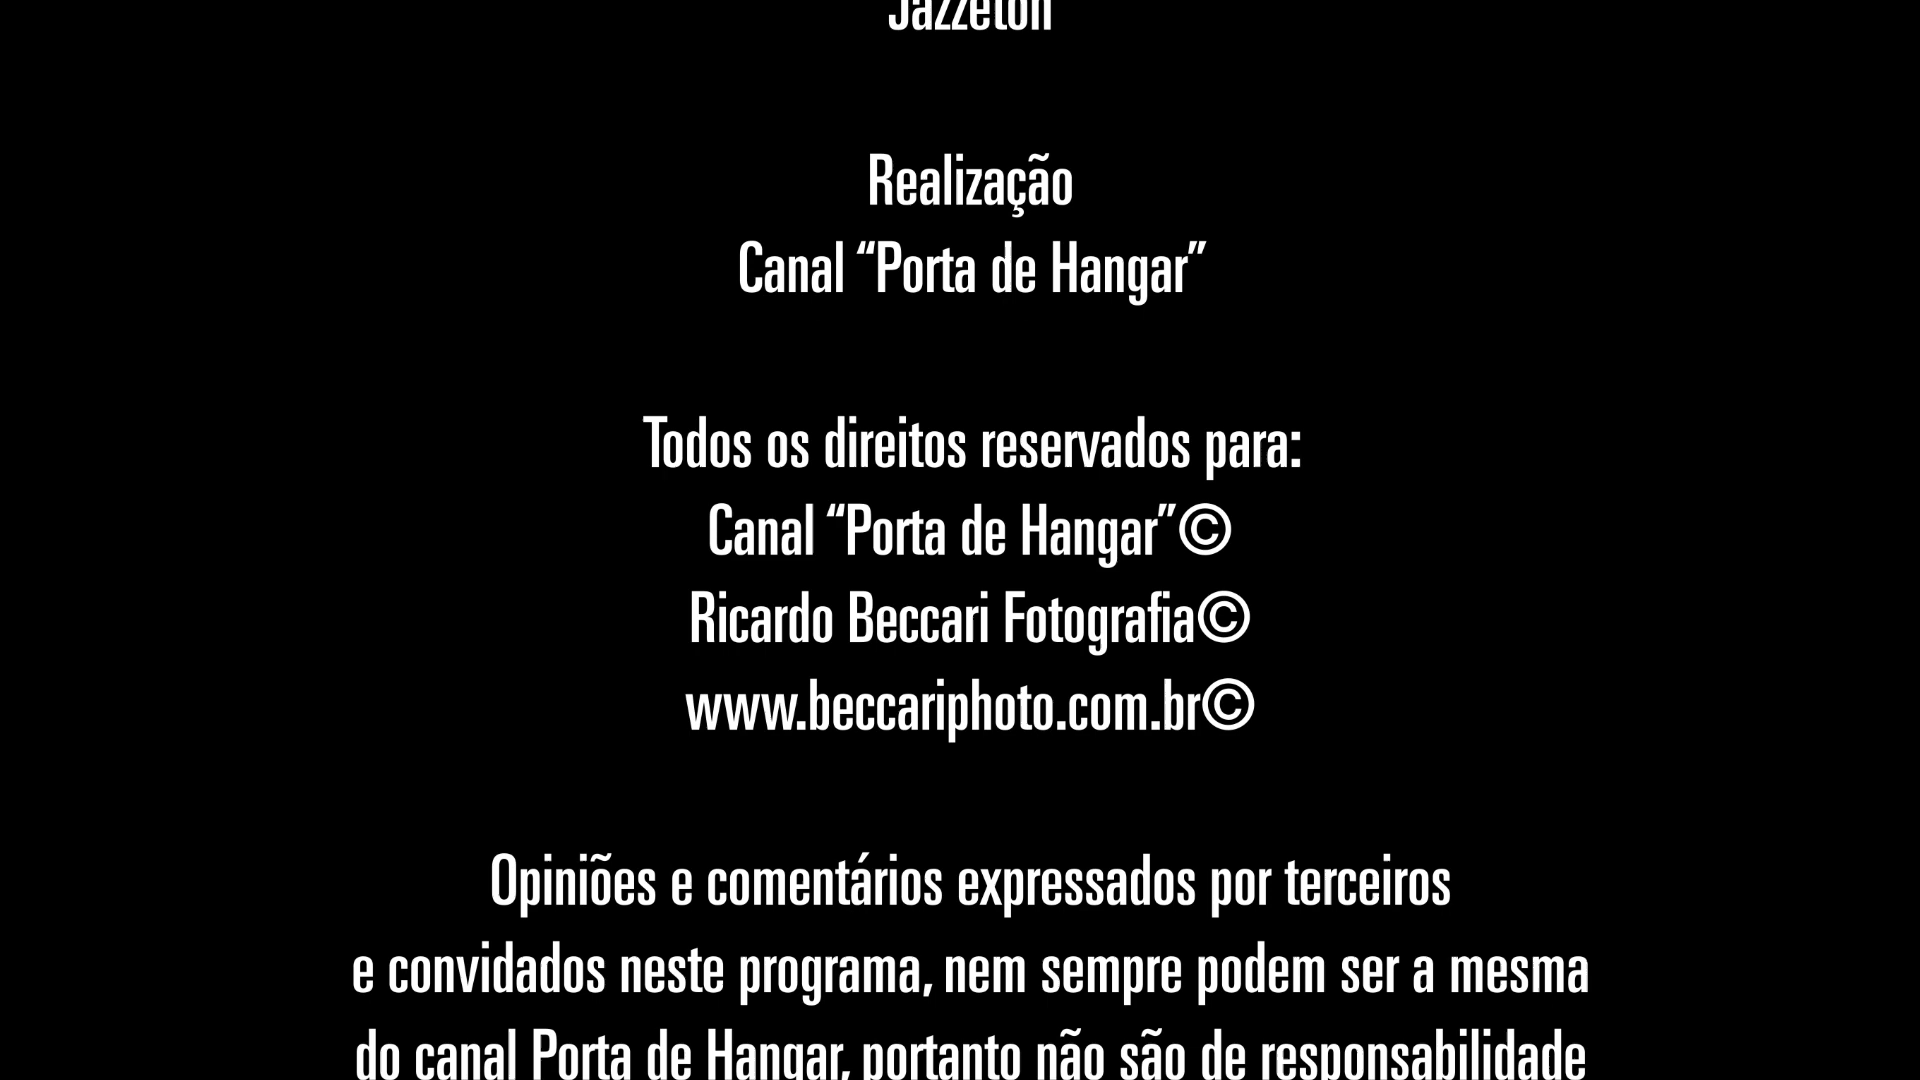 Jazzeton
Realização
Canal “Porta de Hangar”
Todos os direitos reservados para:
Canal “Porta de Hangar”©
Ricardo Beccari Fotografia©
www.beccariphoto.com.br©
Opiniões e comentários expressados por terceiros
e convidados neste programa, nem sempre podem ser a mesma
do canal Porta de Hangar, portanto não são de responsabilidade